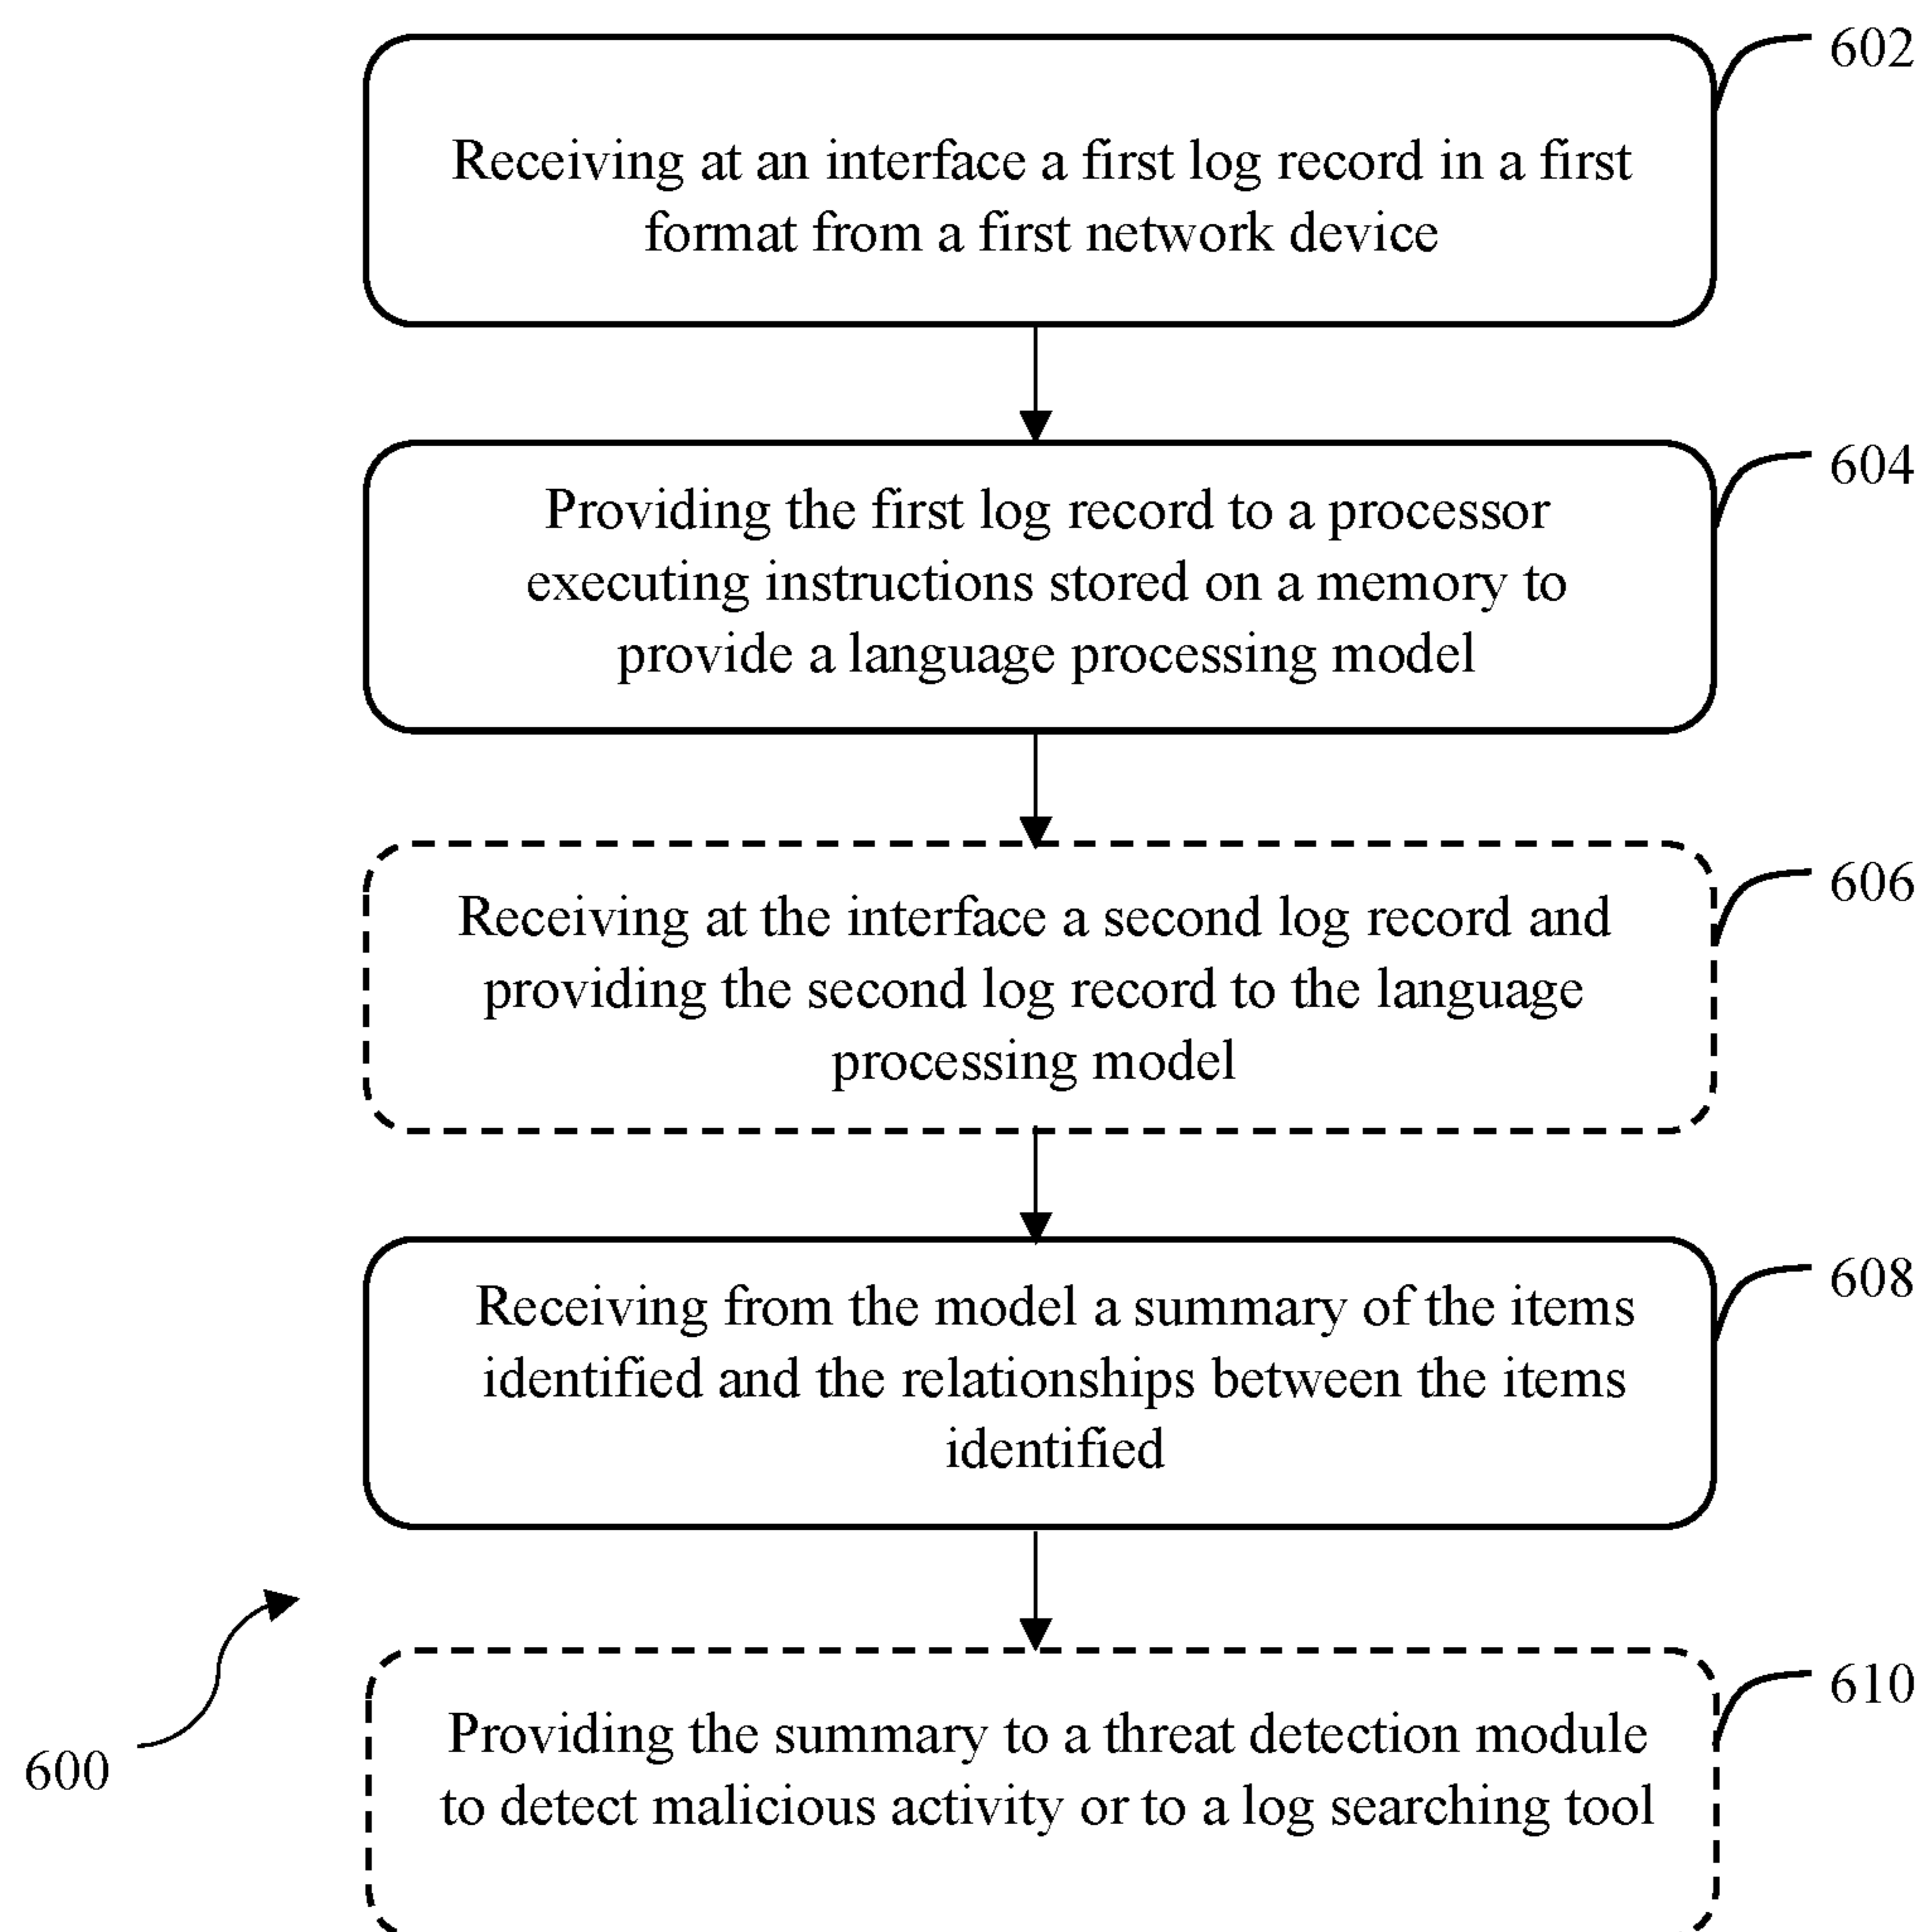 602
Receiving at an interface a first log record in a first
format from a first network device
604
Providing the first log record to a processor
executing instructions stored on a memory to
provide a language processing model
606
Receiving at the interface a second log record and
providing the second log record to the language
processing model
608
Receiving from the model a summary of the items
identified and the relationships between the items
identified
610
Providing the summary to a threat detection module
to detect malicious activity or to a log searching tool
600